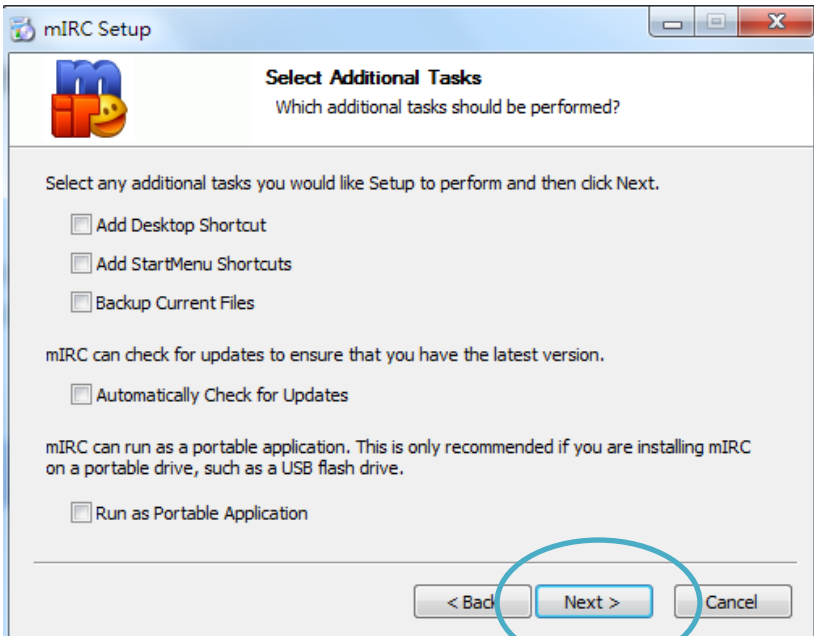 mIRC Setup
mirc
Select Additional Tasks
Which additional tasks should be performed?
Select any additional tasks you would like Setup to perform and then click Next.
Add Desktop Shortcut
Add StartMenu Shortcuts
Backup Current Files
mIRC can check for updates to ensure that you have the latest version.
Automatically Check for Updates
mIRC can run as a portable application. This is only recommended if you are installing mIRC
on a portable drive, such as a USB flash drive.
Run as Portable Application
< Back
Next >
Cancel